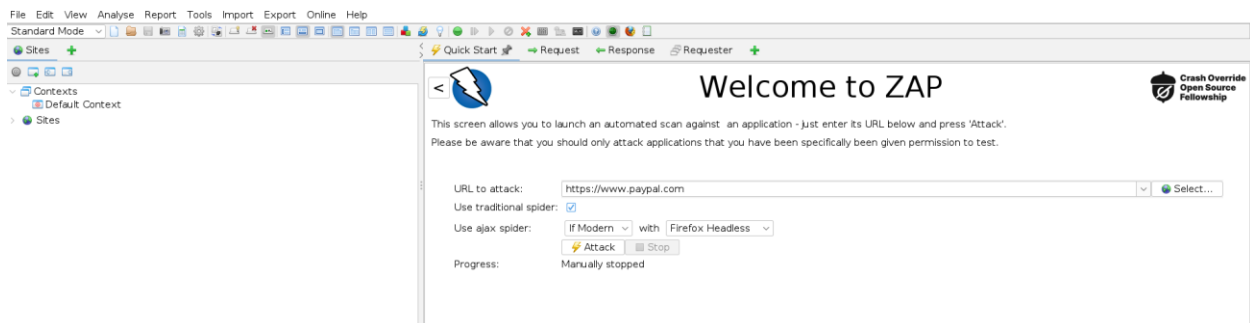 File Edit View Analyse Report Tools Import Export Online Help
Standard Mode
Sites
Quick Start Request Response Requester
Contexts
Default Context
Sites
<
Welcome to ZAP
Crash Override
Open Source
Fellowship
This screen allows you to launch an automated scan against an application - just enter its URL below and press 'Attack'.
Please be aware that you should only attack applications that you have been specifically been given permission to test.
URL to attack: https://www.paypal.com Select...
Use traditional spider:
Use ajax spider: If Modern with Firefox Headless
Attack Stop
Progress: Manually stopped